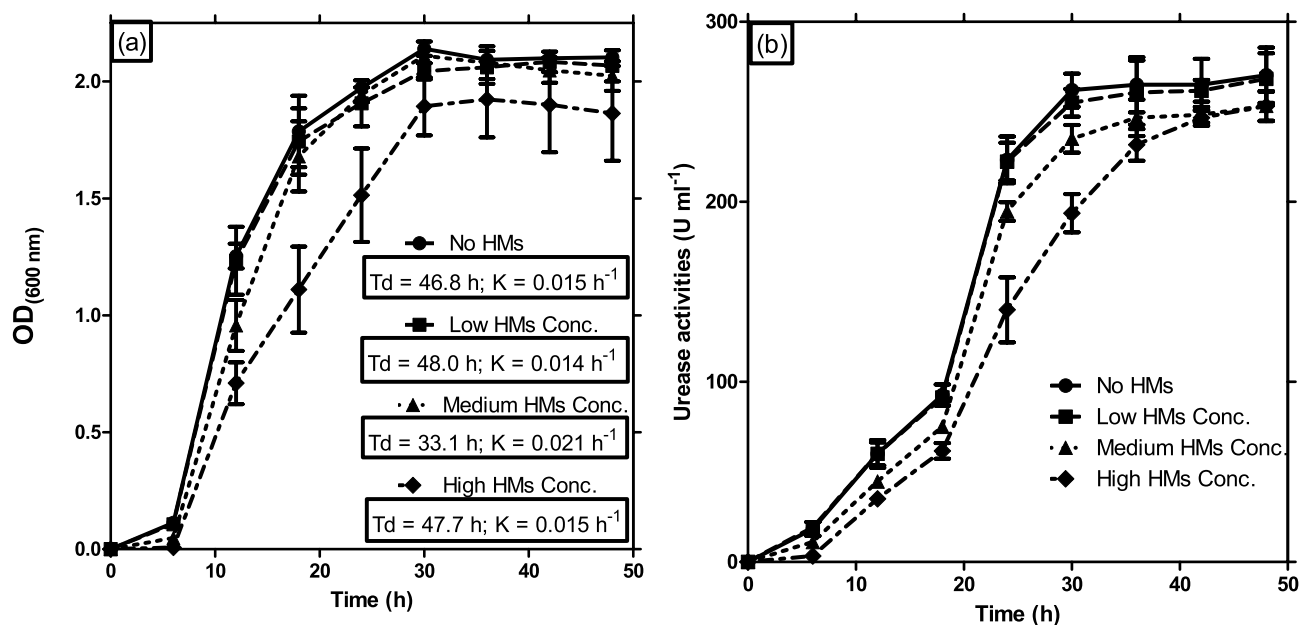 (a)
OD(600 nm)
2.0
1.5
1.0
0.5
0.0
No HMs
Td = 46.8 h; K = 0.015 h-1
Low HMs Conc.
Td = 48.0 h; K = 0.014 h-1
Medium HMs Conc.
Td = 33.1 h; K = 0.021 h-1
High HMs Conc.
Td = 47.7 h; K = 0.015 h-1
0 10 20 30 40 50
Time (h)
(b)
Urease activities (U ml-1)
300
200
100
0
No HMs
Low HMs Conc.
Medium HMs Conc.
High HMs Conc.
0 10 20 30 40 50
Time (h)